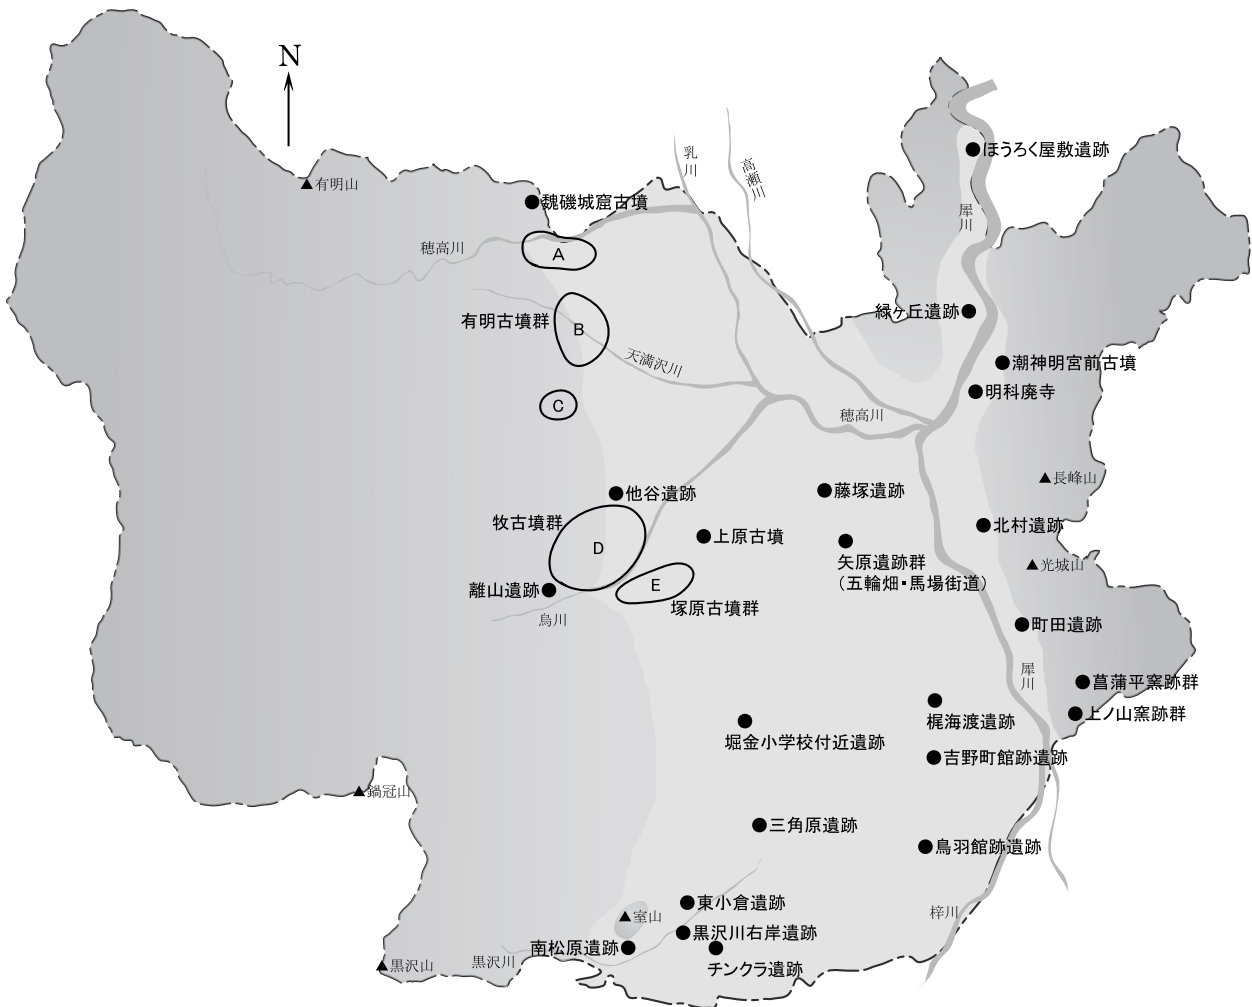 N
ほうろく屋敷遺跡
乳川
高瀬川
有明山
魏磯城窟古墳
犀川
穂高川
A
緑ヶ丘遺跡
有明古墳群
B
天満沢川
潮神明宮前古墳
明科廃寺
C
穂高川
長峰山
他谷遺跡
藤塚遺跡
牧古墳群
北村遺跡
上原古墳
D
矢原遺跡群
（五輪畑・馬場街道）
光城山
離山遺跡
E
塚原古墳群
烏川
町田遺跡
犀川
菖蒲平窯跡群
上ノ山窯跡群
梶海渡遺跡
堀金小学校付近遺跡
吉野町館跡遺跡
鍋冠山
三角原遺跡
鳥羽館跡遺跡
東小倉遺跡
室山
梓川
黒沢川右岸遺跡
南松原遺跡
黒沢川
黒沢山
チンクラ遺跡